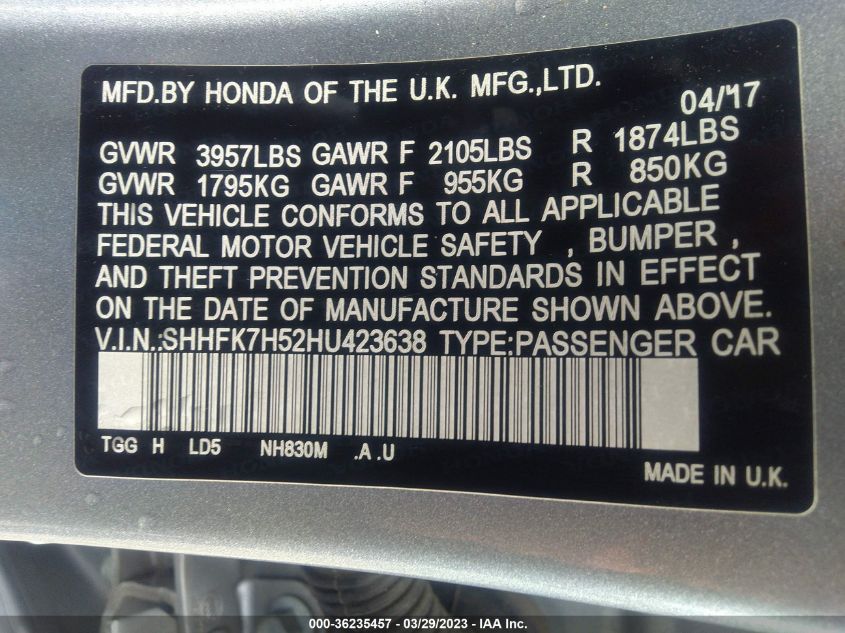 MFD.BY HONDA OF THE U.K. MFG.,LTD.
04/17
GVWR 3957LBS GAWR F 2105LBS R 1874LBS
GVWR 1795KG GAWR F 955KG R 850KG
THIS VEHICLE CONFORMS TO ALL APPLICABLE
FEDERAL MOTOR VEHICLE SAFETY , BUMPER ,
AND THEFT PREVENTION STANDARDS IN EFFECT
ON THE DATE OF MANUFACTURE SHOWN ABOVE.
V.I.N.:SHHFK7H52HU423638 TYPE:PASSENGER CAR
TGG H LD5 NH830M .A .U
MADE IN U.K.
000-36235457 — 03/29/2023 — IAA Inc.